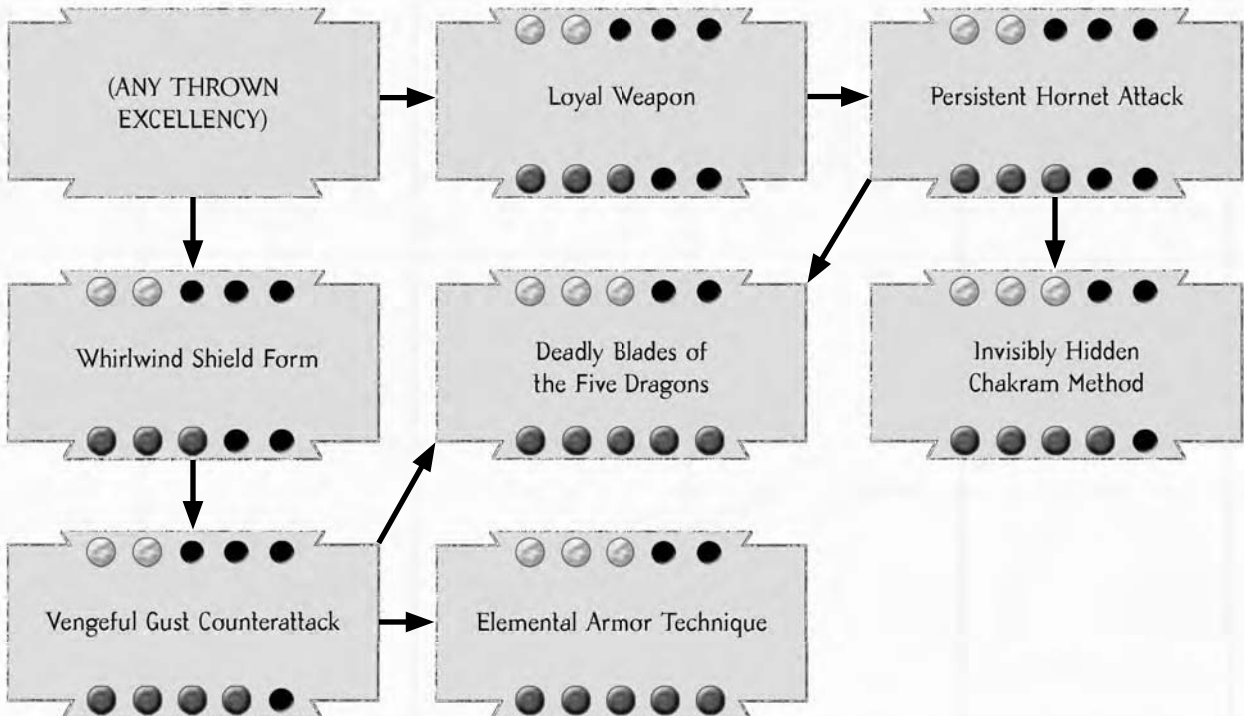 (ANY THROWN
EXCELLENCY)
Loyal Weapon
Persistent Hornet Attack
Whirlwind Shield Form
Deadly Blades of
the Five Dragons
Invisibly Hidden
Chakram Method
Vengeful Gust Counterattack
Elemental Armor Technique